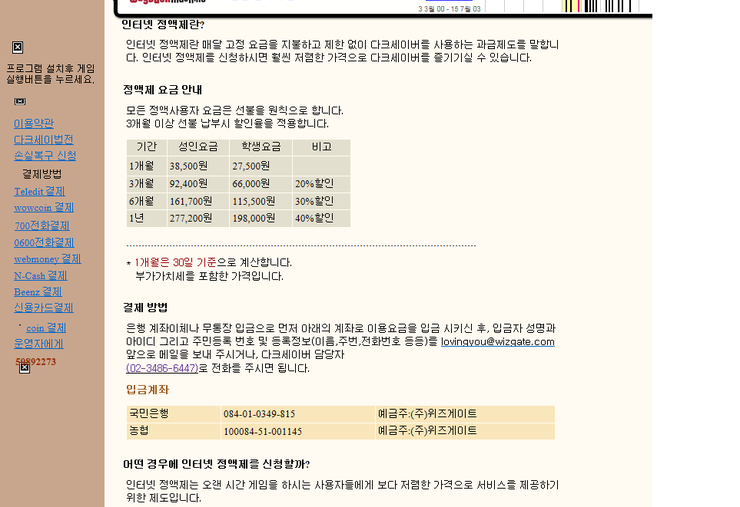 3 3월 00 - 15 7월 03
인터넷 정액제란?
인터넷 정액제란 매달 고정 요금을 지불하고 제한 없이 다크세이버를 사용하는 과금제도를 말합니
다. 인터넷 정액제를 신청하시면 훨씬 저렴한 가격으로 다크세이버를 즐기기실 수 있습니다.
프로그램 설치후 게임
실행버튼을 누르세요.
이용약관
다크세이법전
손실복구 신청
결제방법
Teledit 결제
wowcoin 결제
700전화결제
0600전화결제
webmoney 결제
N-Cash 결제
Beenz 결제
신용카드결제
· coin 결제
운영자에게
50892273
정액제 요금 안내
모든 정액사용자 요금은 선불을 원칙으로 합니다.
3개월 이상 선불 납부시 할인율을 적용합니다.
기간 성인요금 학생요금 비고
1개월 38,500원 27,500원
3개월 92,400원 66,000원 20%할인
6개월 161,700원 115,500원 30%할인
1년 277,200원 198,000원 40%할인
* 1개월은 30일 기준으로 계산합니다.
부가가치세를 포함한 가격입니다.
결제 방법
은행 계좌이체나 무통장 입금으로 먼저 아래의 계좌로 이용요금을 입금 시키신 후, 입금자 성명과
아이디 그리고 주민등록 번호 및 등록정보(이름,주번,전화번호 등등)를 lovingyou@wizgate.com
앞으로 메일을 보내 주시거나, 다크세이버 담당자
(02-3486-6447)로 전화를 주시면 됩니다.
입금계좌
국민은행 084-01-0349-815 예금주:(주)위즈게이트
농협 100084-51-001145 예금주:(주)위즈게이트
어떤 경우에 인터넷 정액제를 신청할까?
인터넷 정액제는 오랜 시간 게임을 하시는 사용자들에게 보다 저렴한 가격으로 서비스를 제공하기
위한 제도입니다.